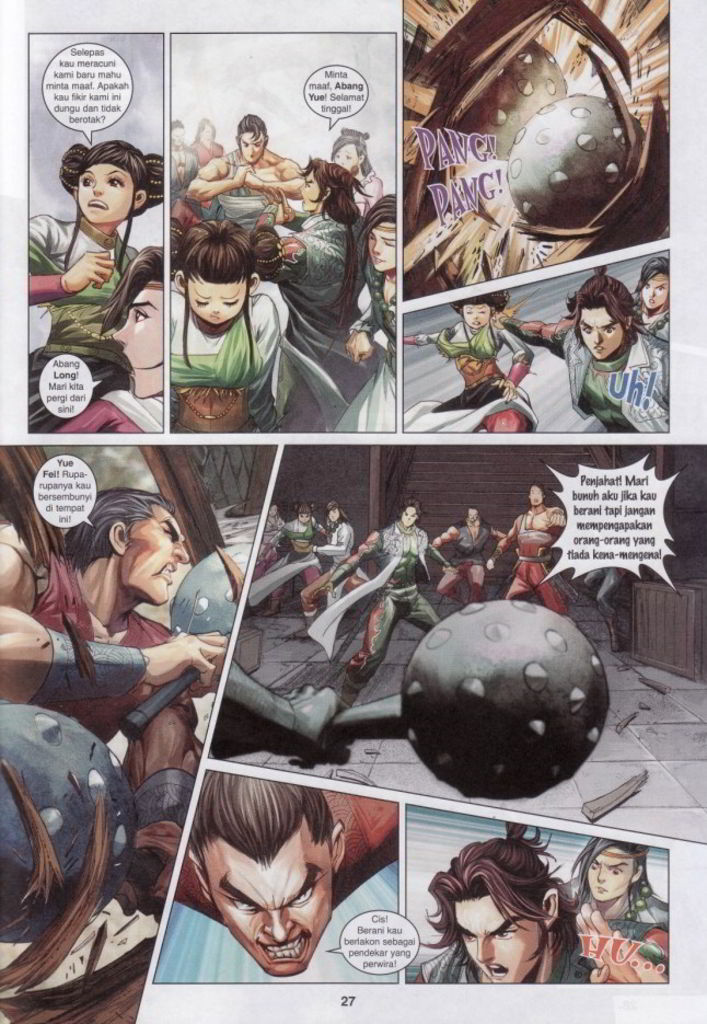 Selepas
kau meracuni
kami baru mahu
minta maaf. Apakah
kau fikir kami ini
dungu dan tidak
berotak?
Abang
Long!
Mari kita
pergi dari
sini!
Minta
maaf, Abang
Yue! Selamat
tinggal!
PANG!
PANG!
Uh!
Yue
Fei! Rupa-
rupanya kau
bersembunyi
di tempat
ini!
Penjahat! Mari
bunuh aku jika kau
berani tapi jangan
mempengapakan
orang-orang yang
tiada kena-mengena!
Cis!
Berani kau
berlakon sebagai
pendekar yang
perwira!
HU...
27